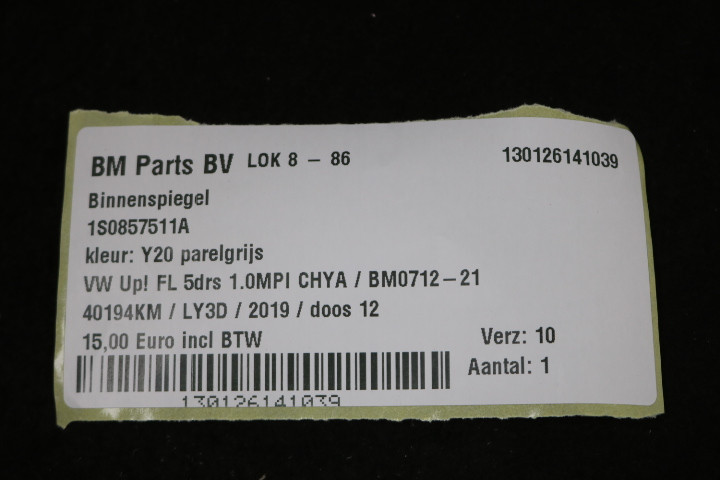 BM Parts BV LOK 8 - 86 130126141039
Binnenspiegel
1S0857511A
kleur: Y20 parelgrijs
VW Up! FL 5drs 1.0MPI CHYA / BM0712-21
40194KM / LY3D / 2019 / doos 12
15,00 Euro incl BTW Verz: 10
Aantal: 1
130126141039